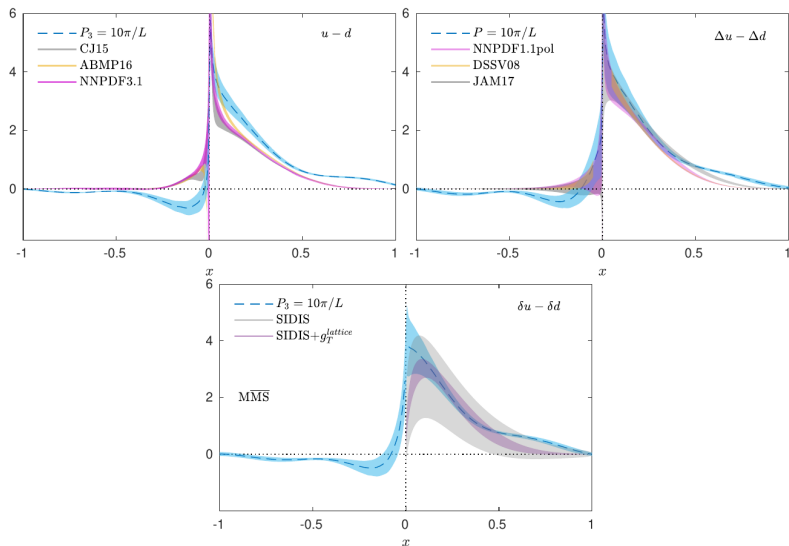 6
4
2
0
-1 -0.5 0 0.5 1
x
P₃ = 10π/L
CJ15
ABMP16
NNPDF3.1
u − d
6
4
2
0
-1 -0.5 0 0.5 1
x
P = 10π/L
NNPDF1.1pol
DSSV08
JAM17
Δu − Δd
6
4
2
0
-1 -0.5 0 0.5 1
x
P₃ = 10π/L
SIDIS
SIDIS+g_T^{lattice}
δu − δd
MM̅S̅